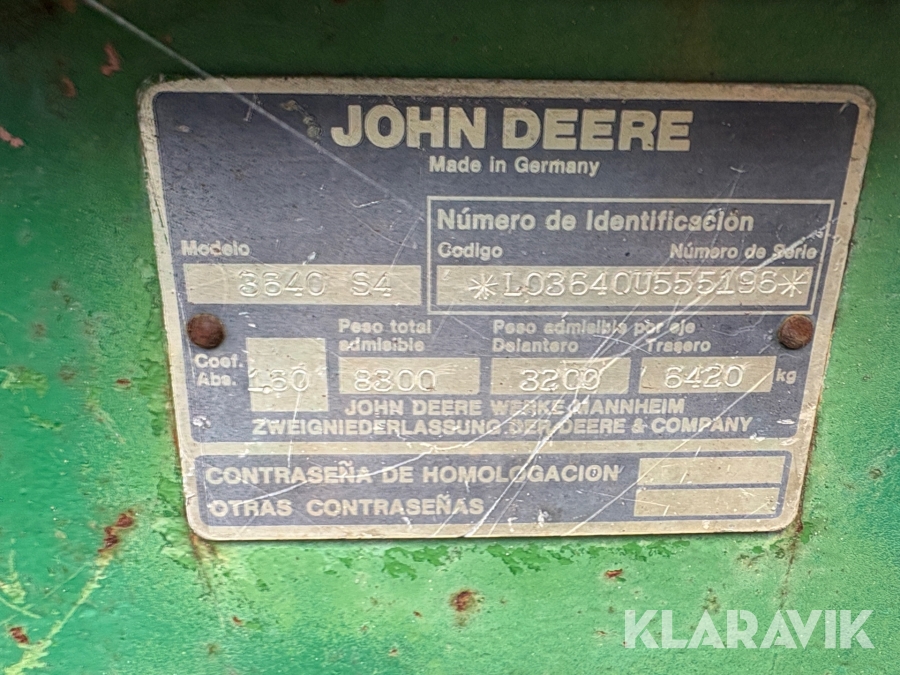 JOHN DEERE
Made in Germany
Número de Identificación
Modelo Codigo Número de Serie
3640 S4 *L03640U555196*
Peso total Peso admisible por eje
Coef. admisible Delantero Trasero
Abs. 1.60 8300 3200 6420 kg
JOHN DEERE WERKE MANNHEIM
ZWEIGNIEDERLASSUNG DER DEERE & COMPANY
CONTRASEÑA DE HOMOLOGACION
OTRAS CONTRASEÑAS
KLARAVIK